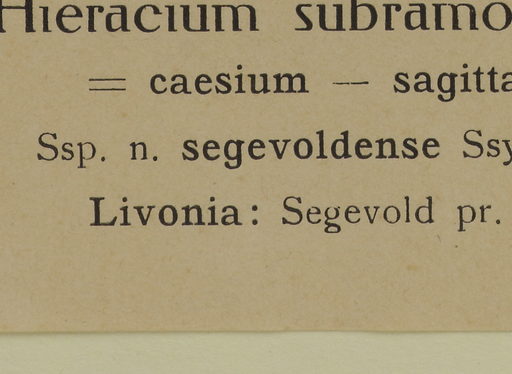 Hieracium subramo
= caesium — sagitta
Ssp. n. segevoldense Ssy
Livonia: Segevold pr.